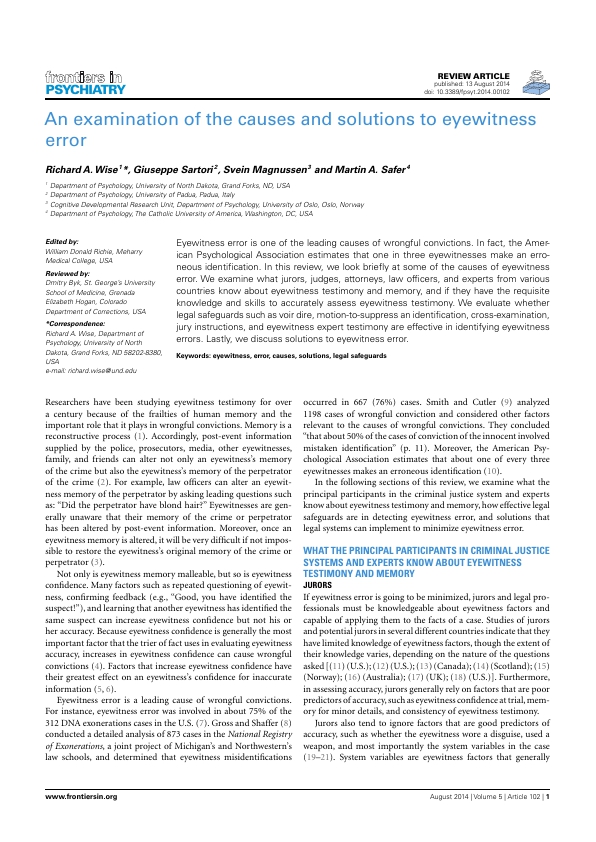 frontiers in
PSYCHIATRY
REVIEW ARTICLE
published: 13 August 2014
doi: 10.3389/fpsyt.2014.00102
An examination of the causes and solutions to eyewitness
error
Richard A. Wise1*, Giuseppe Sartori2, Svein Magnussen3 and Martin A. Safer4
1 Department of Psychology, University of North Dakota, Grand Forks, ND, USA
2 Department of Psychology, University of Padua, Padua, Italy
3 Cognitive Developmental Research Unit, Department of Psychology, University of Oslo, Oslo, Norway
4 Department of Psychology, The Catholic University of America, Washington, DC, USA
Edited by:
William Donald Richie, Meharry
Medical College, USA
Reviewed by:
Dmitry Byk, St. George's University
School of Medicine, Grenada
Elizabeth Hogan, Colorado
Department of Corrections, USA
*Correspondence:
Richard A. Wise, Department of
Psychology, University of North
Dakota, Grand Forks, ND 58202-8380,
USA
e-mail: richard.wise@und.edu
Eyewitness error is one of the leading causes of wrongful convictions. In fact, the Amer-
ican Psychological Association estimates that one in three eyewitnesses make an erro-
neous identification. In this review, we look briefly at some of the causes of eyewitness
error. We examine what jurors, judges, attorneys, law officers, and experts from various
countries know about eyewitness testimony and memory, and if they have the requisite
knowledge and skills to accurately assess eyewitness testimony. We evaluate whether
legal safeguards such as voir dire, motion-to-suppress an identification, cross-examination,
jury instructions, and eyewitness expert testimony are effective in identifying eyewitness
errors. Lastly, we discuss solutions to eyewitness error.
Keywords: eyewitness, error, causes, solutions, legal safeguards
Researchers have been studying eyewitness testimony for over
a century because of the frailties of human memory and the
important role that it plays in wrongful convictions. Memory is a
reconstructive process (1). Accordingly, post-event information
supplied by the police, prosecutors, media, other eyewitnesses,
family, and friends can alter not only an eyewitness's memory
of the crime but also the eyewitness's memory of the perpetrator
of the crime (2). For example, law officers can alter an eyewit-
ness memory of the perpetrator by asking leading questions such
as: "Did the perpetrator have blond hair?" Eyewitnesses are gen-
erally unaware that their memory of the crime or perpetrator
has been altered by post-event information. Moreover, once an
eyewitness memory is altered, it will be very difficult if not impos-
sible to restore the eyewitness's original memory of the crime or
perpetrator (3).
Not only is eyewitness memory malleable, but so is eyewitness
confidence. Many factors such as repeated questioning of eyewit-
ness, confirming feedback (e.g., "Good, you have identified the
suspect!"), and learning that another eyewitness has identified the
same suspect can increase eyewitness confidence but not his or
her accuracy. Because eyewitness confidence is generally the most
important factor that the trier of fact uses in evaluating eyewitness
accuracy, increases in eyewitness confidence can cause wrongful
convictions (4). Factors that increase eyewitness confidence have
their greatest effect on an eyewitness's confidence for inaccurate
information (5, 6).
Eyewitness error is a leading cause of wrongful convictions.
For instance, eyewitness error was involved in about 75% of the
312 DNA exonerations cases in the U.S. (7). Gross and Shaffer (8)
conducted a detailed analysis of 873 cases in the National Registry
of Exonerations, a joint project of Michigan's and Northwestern's
law schools, and determined that eyewitness misidentifications
occurred in 667 (76%) cases. Smith and Cutler (9) analyzed
1198 cases of wrongful conviction and considered other factors
relevant to the causes of wrongful convictions. They concluded
"that about 50% of the cases of conviction of the innocent involved
mistaken identification" (p. 11). Moreover, the American Psy-
chological Association estimates that about one of every three
eyewitnesses makes an erroneous identification (10).
In the following sections of this review, we examine what the
principal participants in the criminal justice system and experts
know about eyewitness testimony and memory, how effective legal
safeguards are in detecting eyewitness error, and solutions that
legal systems can implement to minimize eyewitness error.
WHAT THE PRINCIPAL PARTICIPANTS IN CRIMINAL JUSTICE
SYSTEMS AND EXPERTS KNOW ABOUT EYEWITNESS
TESTIMONY AND MEMORY
JURORS
If eyewitness error is going to be minimized, jurors and legal pro-
fessionals must be knowledgeable about eyewitness factors and
capable of applying them to the facts of a case. Studies of jurors
and potential jurors in several different countries indicate that they
have limited knowledge of eyewitness factors, though the extent of
their knowledge varies, depending on the nature of the questions
asked [(11) (U.S.); (12) (U.S.); (13) (Canada); (14) (Scotland); (15)
(Norway); (16) (Australia); (17) (UK); (18) (U.S.)]. Furthermore,
in assessing accuracy, jurors generally rely on factors that are poor
predictors of accuracy, such as eyewitness confidence at trial, mem-
ory for minor details, and consistency of eyewitness testimony.
Jurors also tend to ignore factors that are good predictors of
accuracy, such as whether the eyewitness wore a disguise, used a
weapon, and most importantly the system variables in the case
(19–21). System variables are eyewitness factors that generally
www.frontiersin.org
August 2014 | Volume 5 | Article 102 | 1